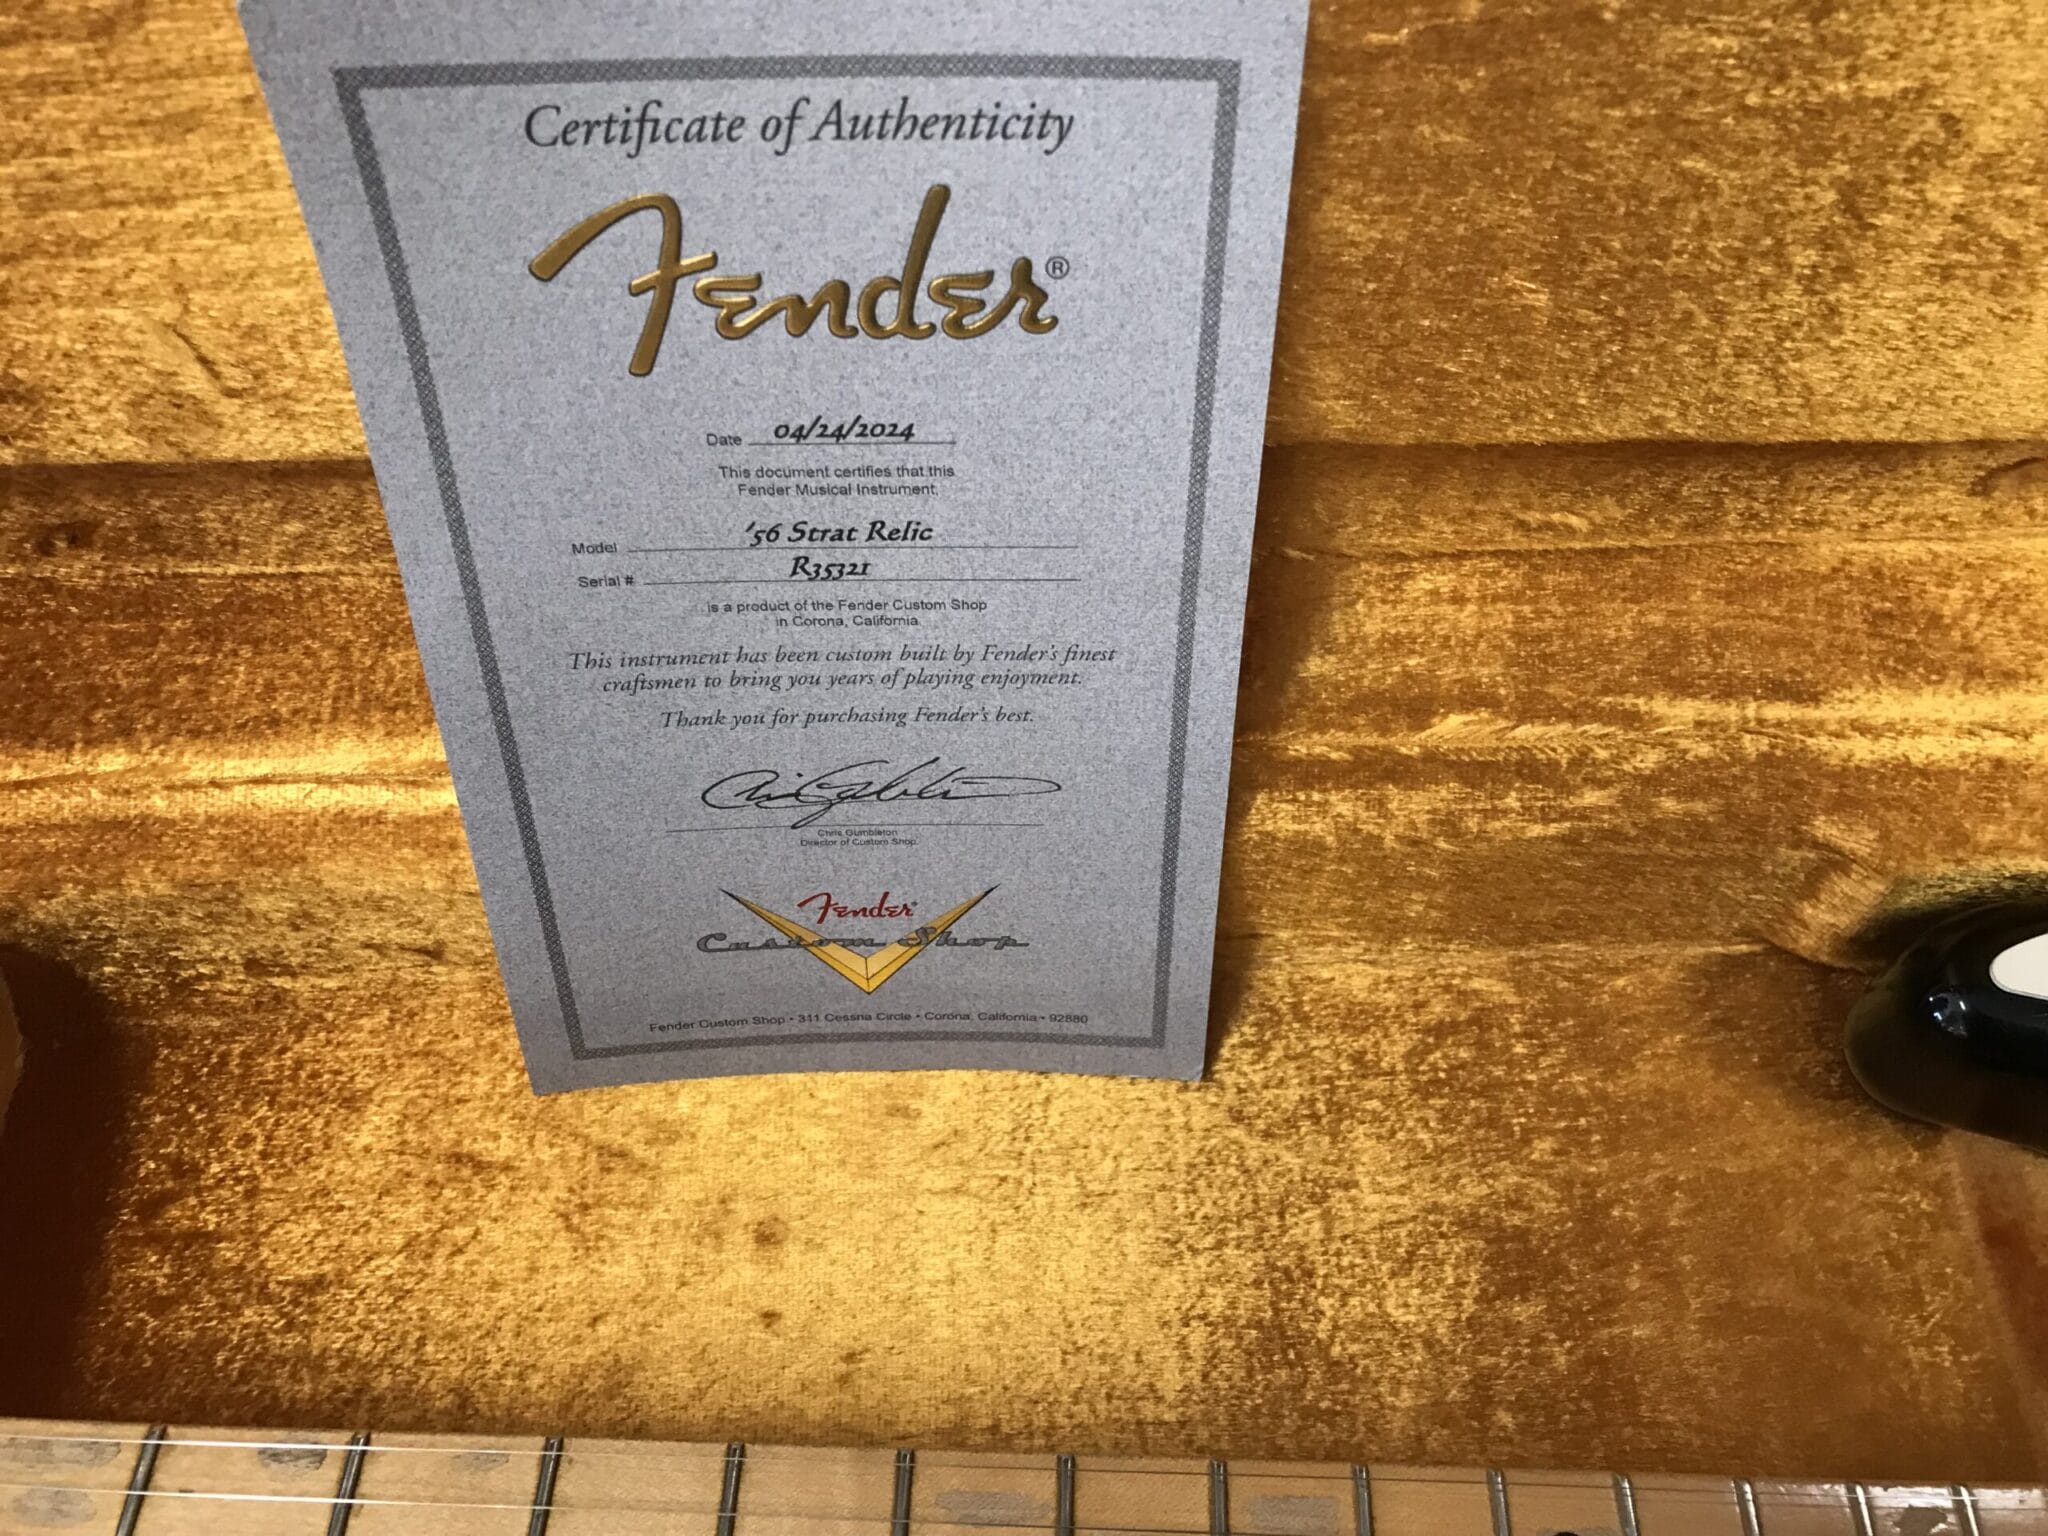 Certificate of Authenticity
Fender®
Date 04/24/2024
This document certifies that this
Fender Musical Instrument,
Model '56 Strat Relic
Serial # R35321
is a product of the Fender Custom Shop
in Corona, California.
This instrument has been custom built by Fender's finest
craftsmen to bring you years of playing enjoyment.
Thank you for purchasing Fender's best.
Chris Gumbleton
Director of Custom Shop.
Fender®
Custom Shop
Fender Custom Shop • 311 Cessna Circle • Corona, California • 92880